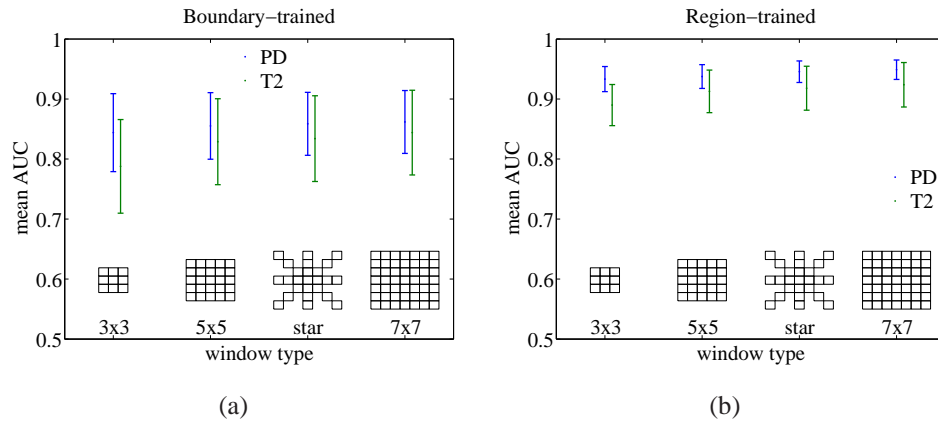 Boundary−trained
1
0.9
0.8
0.7
0.6
0.5
mean AUC
PD
T2
3x3 5x5 star 7x7
window type
(a)
Region−trained
1
0.9
0.8
0.7
0.6
0.5
mean AUC
PD
T2
3x3 5x5 star 7x7
window type
(b)